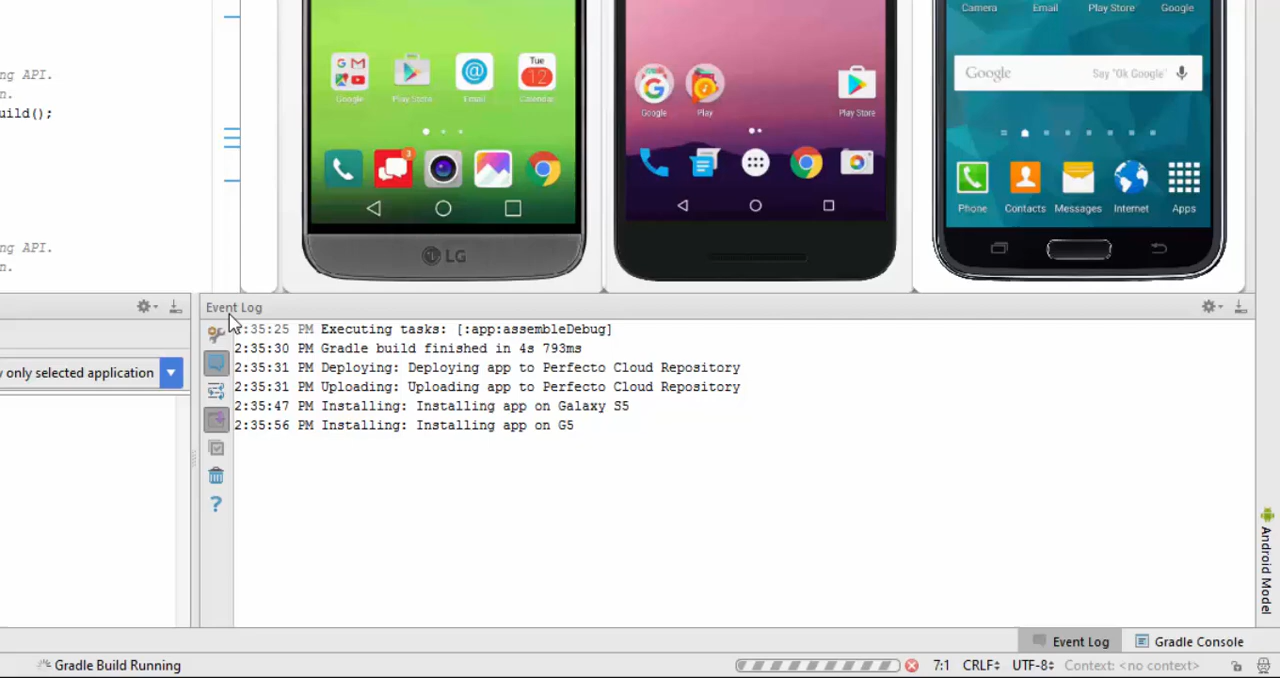 Camera Email Play Store Google
ng API.
n.
uild();
Google Play Store Email Calendar
Tue
12
3
Google Play Play Store
Google Say "Ok Google"
Phone Contacts Messages Internet Apps
LG
ng API.
n.
Event Log
2:35:25 PM Executing tasks: [:app:assembleDebug]
2:35:30 PM Gradle build finished in 4s 793ms
2:35:31 PM Deploying: Deploying app to Perfecto Cloud Repository
2:35:31 PM Uploading: Uploading app to Perfecto Cloud Repository
2:35:47 PM Installing: Installing app on Galaxy S5
2:35:56 PM Installing: Installing app on G5
only selected application
Android Model
Event Log Gradle Console
Gradle Build Running 7:1 CRLF UTF-8 Context: <no context>